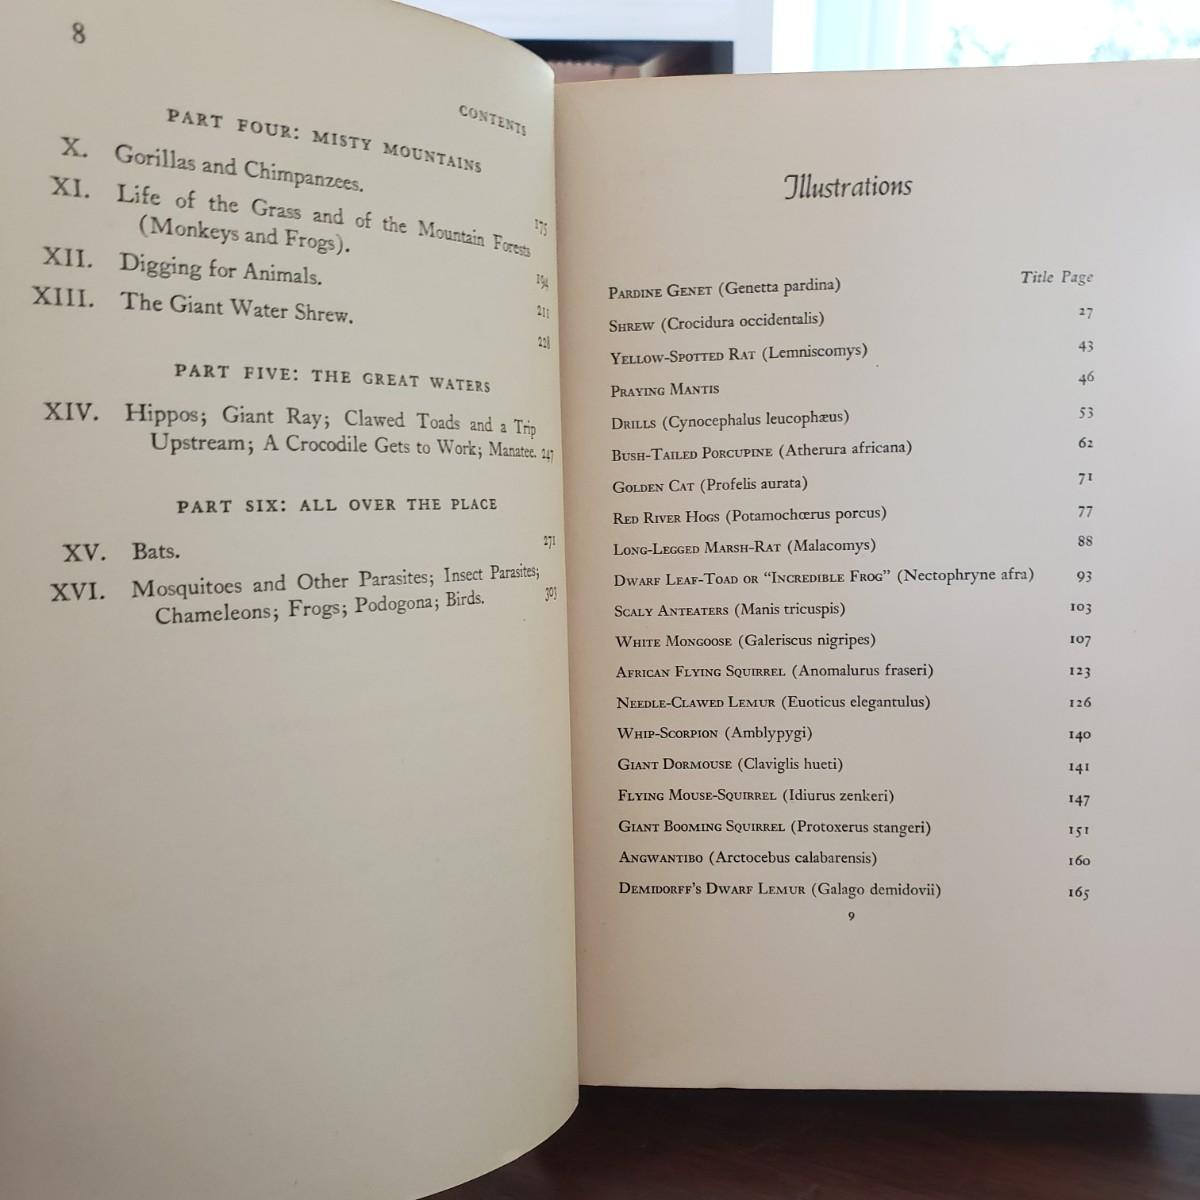 8
CONTENTS
PART FOUR: MISTY MOUNTAINS
X. Gorillas and Chimpanzees. 175
XI. Life of the Grass and of the Mountain Forests
(Monkeys and Frogs). 194
XII. Digging for Animals. 211
XIII. The Giant Water Shrew. 228
PART FIVE: THE GREAT WATERS
XIV. Hippos; Giant Ray; Clawed Toads and a Trip
Upstream; A Crocodile Gets to Work; Manatee. 247
PART SIX: ALL OVER THE PLACE
XV. Bats. 271
XVI. Mosquitoes and Other Parasites; Insect Parasites;
Chameleons; Frogs; Podogona; Birds. 303
Illustrations
PARDINE GENET (Genetta pardina) Title Page
SHREW (Crocidura occidentalis) 27
YELLOW-SPOTTED RAT (Lemniscomys) 43
PRAYING MANTIS 46
DRILLS (Cynocephalus leucophæus) 53
BUSH-TAILED PORCUPINE (Atherura africana) 62
GOLDEN CAT (Profelis aurata) 71
RED RIVER HOGS (Potamochœrus porcus) 77
LONG-LEGGED MARSH-RAT (Malacomys) 88
DWARF LEAF-TOAD OR "INCREDIBLE FROG" (Nectophryne afra) 93
SCALY ANTEATERS (Manis tricuspis) 103
WHITE MONGOOSE (Galeriscus nigripes) 107
AFRICAN FLYING SQUIRREL (Anomalurus fraseri) 123
NEEDLE-CLAWED LEMUR (Euoticus elegantulus) 126
WHIP-SCORPION (Amblypygi) 140
GIANT DORMOUSE (Claviglis hueti) 141
FLYING MOUSE-SQUIRREL (Idiurus zenkeri) 147
GIANT BOOMING SQUIRREL (Protoxerus stangeri) 151
ANGWANTIBO (Arctocebus calabarensis) 160
DEMIDORFF'S DWARF LEMUR (Galago demidovii) 165
9